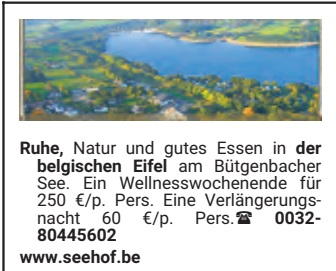 Ruhe, Natur und gutes Essen in der
belgischen Eifel am Bütgenbacher
See. Ein Wellnesswochenende für
250 €/p. Pers. Eine Verlängerungs-
nacht 60 €/p. Pers.☎ 0032-
80445602
www.seehof.be